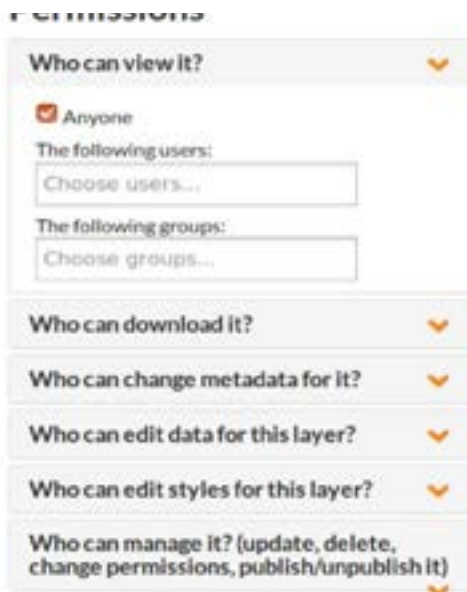 Permissions
Who can view it?
Anyone
The following users:
Choose users...
The following groups:
Choose groups...
Who can download it?
Who can change metadata for it?
Who can edit data for this layer?
Who can edit styles for this layer?
Who can manage it? (update, delete,
change permissions, publish/unpublish it)